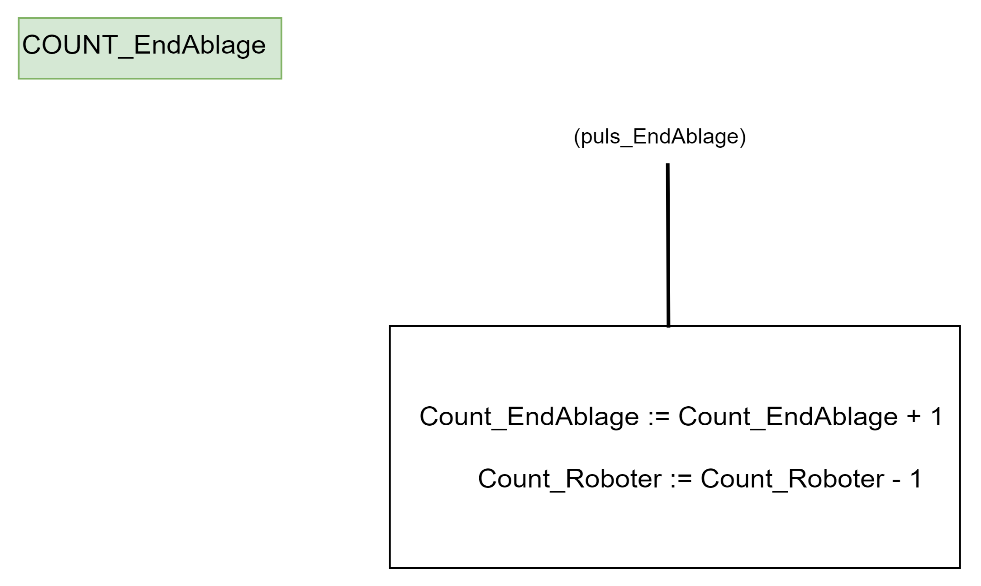 COUNT_EndAblage
(puls_EndAblage)
Count_EndAblage := Count_EndAblage + 1
Count_Roboter := Count_Roboter - 1